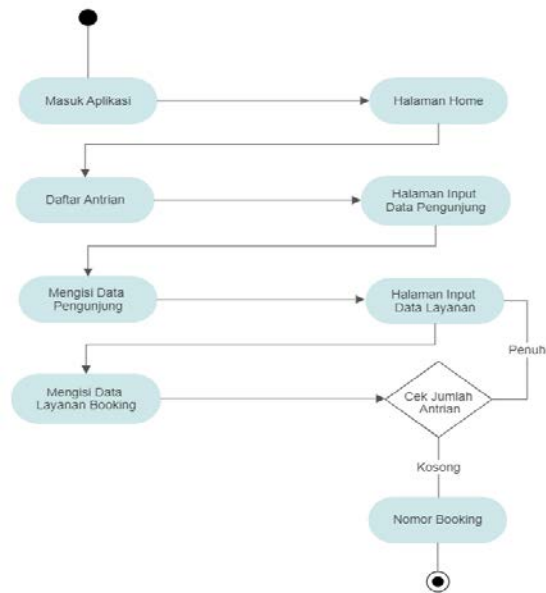 Masuk Aplikasi
Halaman Home
Daftar Antrian
Halaman Input
Data Pengunjung
Mengisi Data
Pengunjung
Halaman Input
Data Layanan
Penuh
Mengisi Data
Layanan Booking
Cek Jumlah
Antrian
Kosong
Nomor Booking